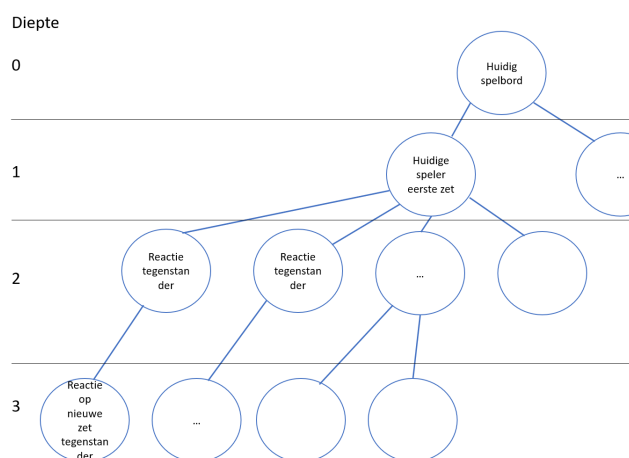 Diepte
0
Huidig
spelbord
1
Huidige
speler
eerste zet
...
2
Reactie
tegenstan
der
Reactie
tegenstan
der
...
3
Reactie
op
nieuwe
zet
tegenstan
der
...